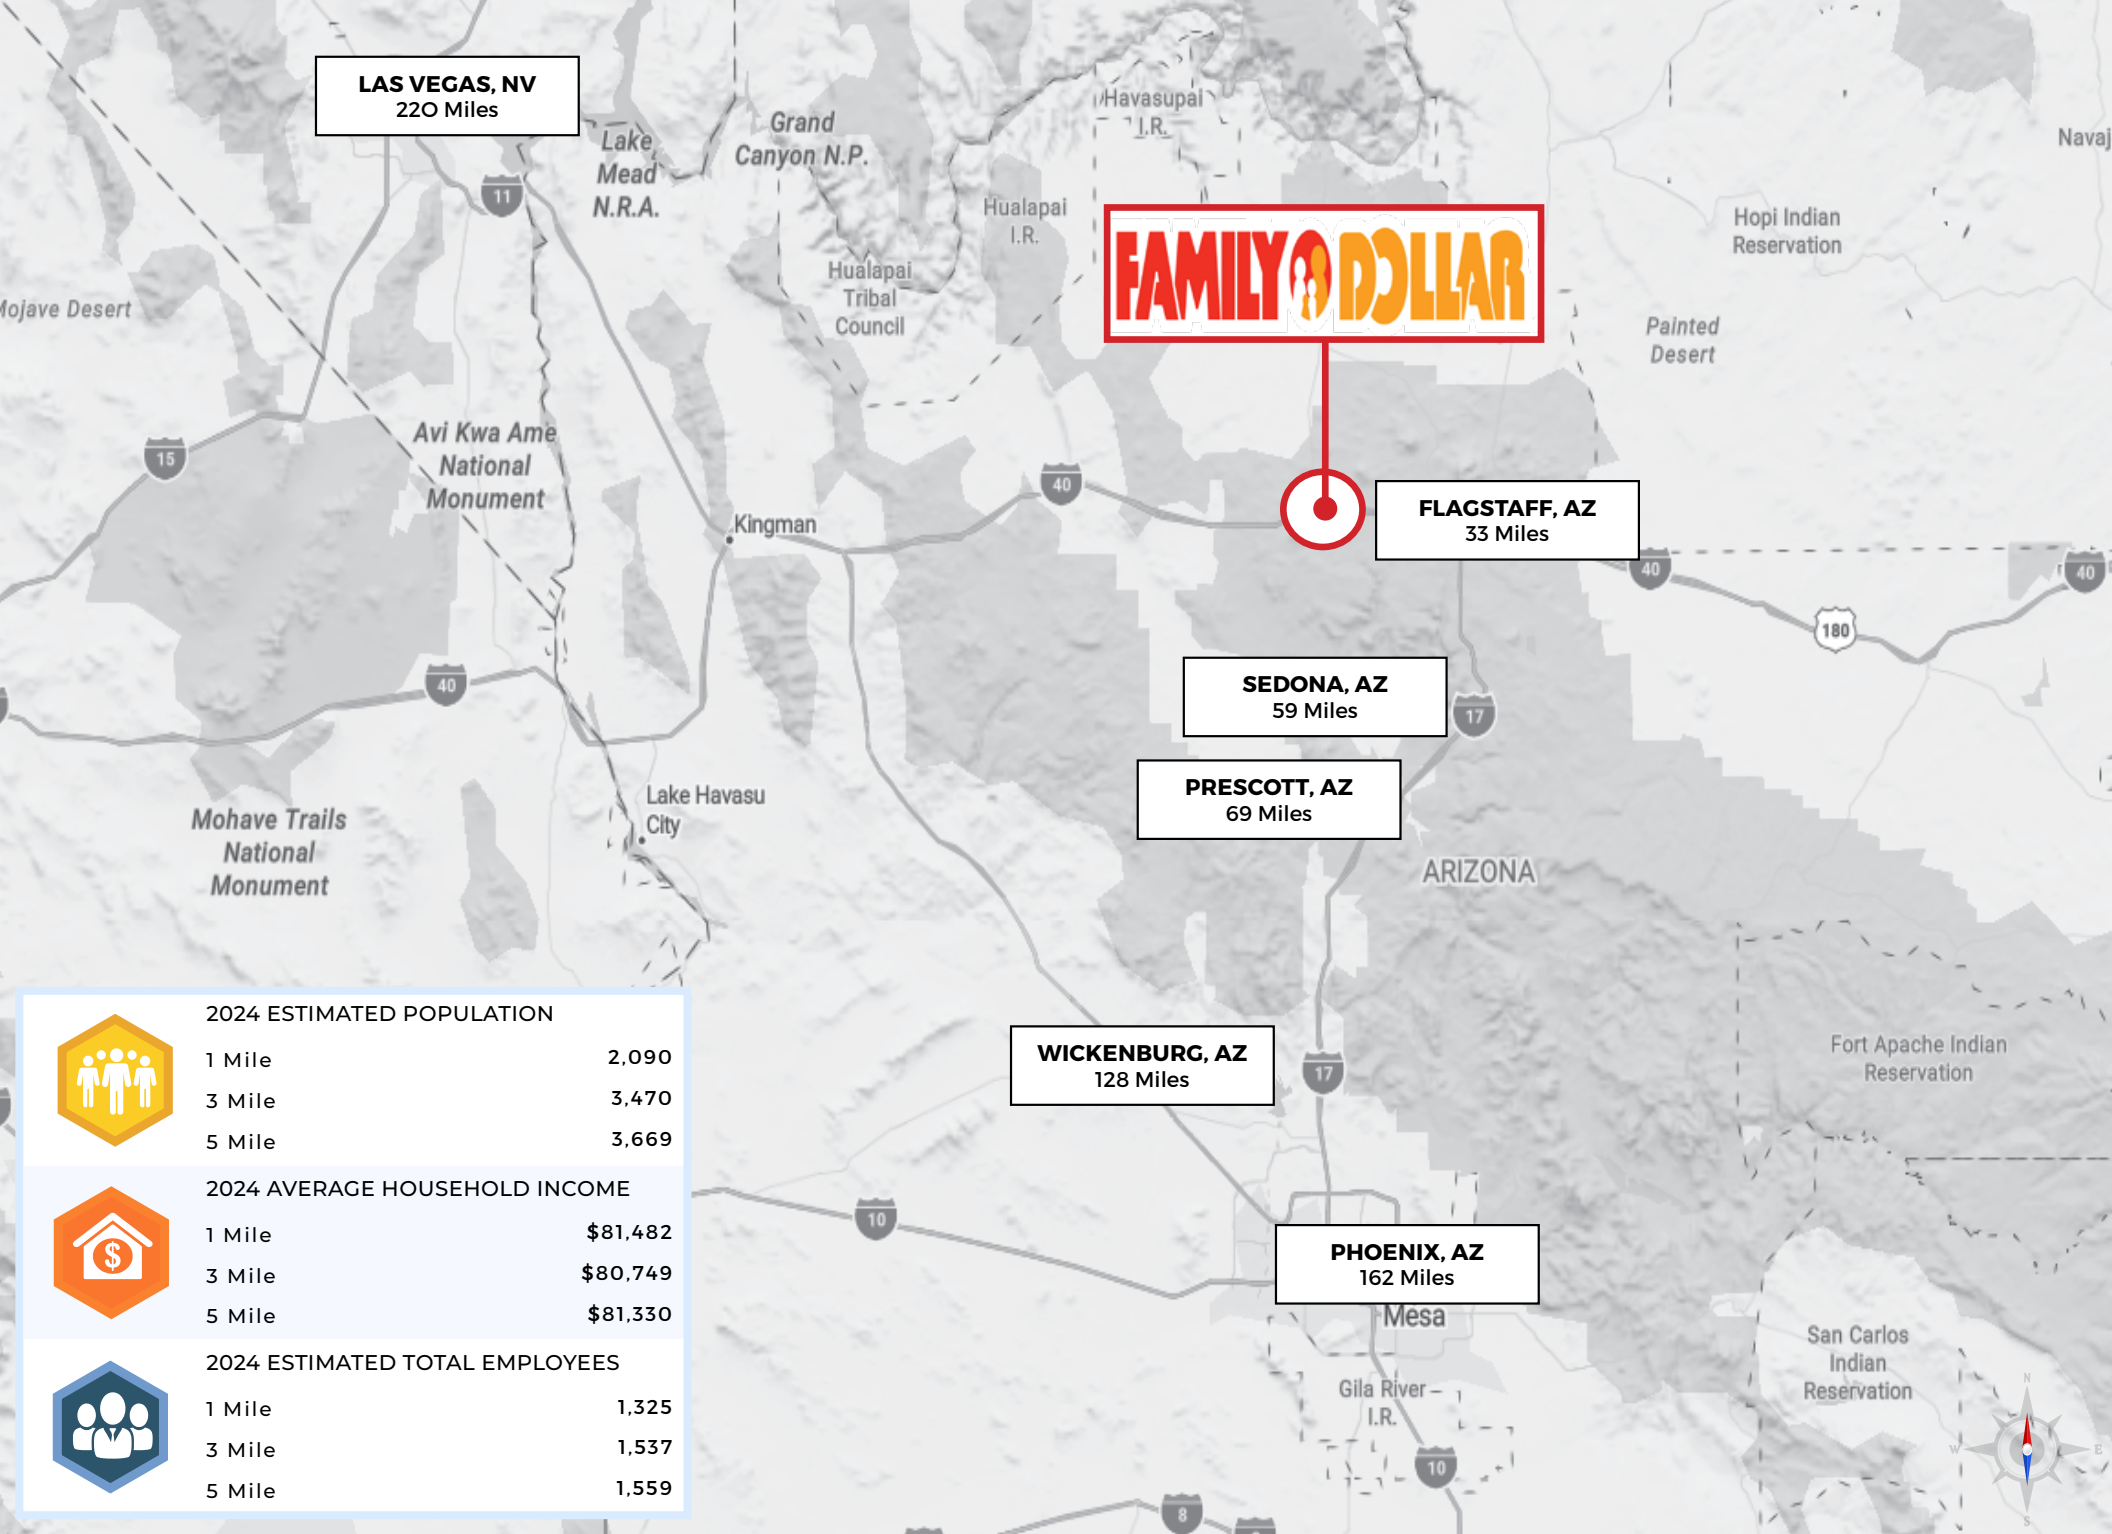 LAS VEGAS, NV
220 Miles
11
Lake
Mead
N.R.A.
Grand
Canyon N.P.
Havasupai
I.R.
Hualapai
I.R.
Hualapai
Tribal
Council
FAMILY DOLLAR
Hopi Indian
Reservation
Painted
Desert
Mojave Desert
15
Avi Kwa Ame
National
Monument
Kingman
40
FLAGSTAFF, AZ
33 Miles
40
40
180
40
SEDONA, AZ
59 Miles
17
PRESCOTT, AZ
69 Miles
Lake Havasu
City
Mohave Trails
National
Monument
ARIZONA
WICKENBURG, AZ
128 Miles
17
Fort Apache Indian
Reservation
10
PHOENIX, AZ
162 Miles
Mesa
Gila River
I.R.
10
8
San Carlos
Indian
Reservation
N
W
E
S
2024 ESTIMATED POPULATION
1 Mile 2,090
3 Mile 3,470
5 Mile 3,669
2024 AVERAGE HOUSEHOLD INCOME
$
1 Mile $81,482
3 Mile $80,749
5 Mile $81,330
2024 ESTIMATED TOTAL EMPLOYEES
1 Mile 1,325
3 Mile 1,537
5 Mile 1,559